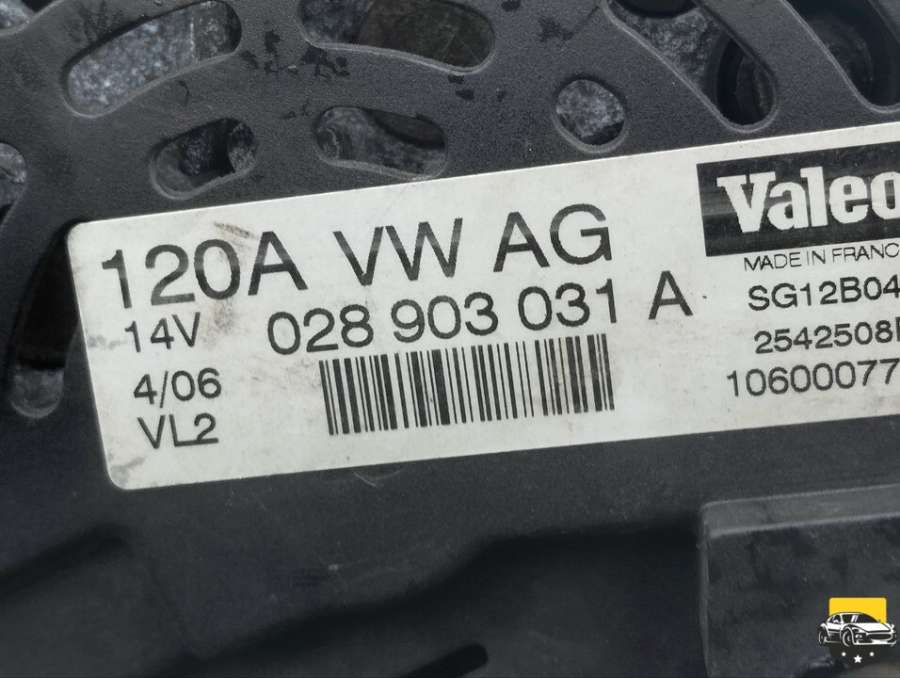 120A VW AG
14V 028 903 031 A
4/06
VL2
Valeo
MADE IN FRANC
SG12B04
2542508
10600077